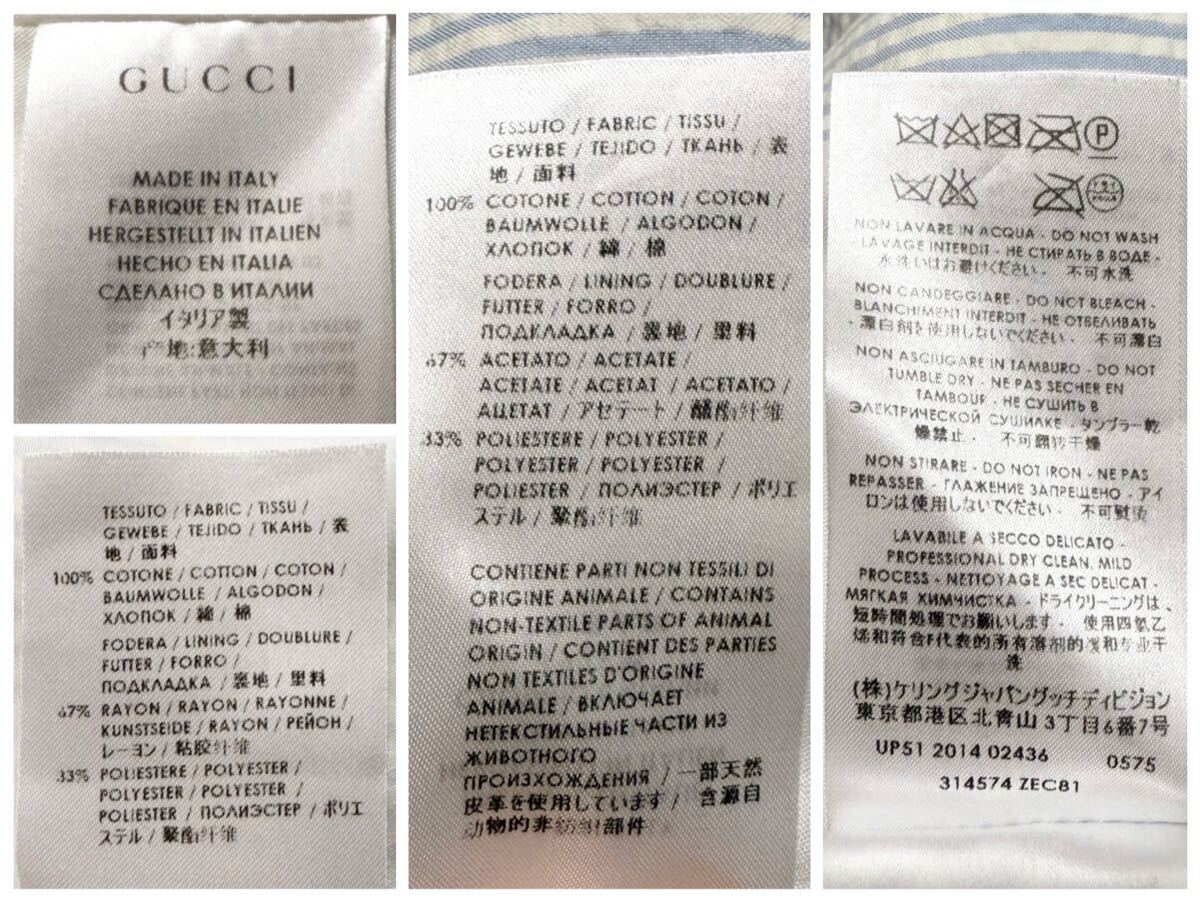 GUCCI
MADE IN ITALY
FABRIQUE EN ITALIE
HERGESTELLT IN ITALIEN
HECHO EN ITALIA
СДЕЛАНО В ИТАЛИИ
イタリア製
产地:意大利
TESSUTO / FABRIC / TISSU /
GEWEBE / TEJIDO / ТКАНЬ / 表
地 / 面料
100% COTONE / COTTON / COTON /
BAUMWOLLE / ALGODON /
ХЛОПОК / 綿 / 棉
FODERA / LINING / DOUBLURE /
FUTTER / FORRO /
ПОДКЛАДКА / 裏地 / 里料
67% RAYON / RAYON / RAYONNE /
KUNSTSEIDE / RAYON / РЕЙОН /
レーヨン / 粘胶纤维
33% POLIESTERE / POLYESTER /
POLYESTER / POLYESTER /
POLIESTER / ПОЛИЭСТЕР / ポリエ
ステル / 聚酯纤维
TESSUTO / FABRIC / TISSU /
GEWEBE / TEJIDO / ТКАНЬ / 表
地 / 面料
100% COTONE / COTTON / COTON /
BAUMWOLLE / ALGODON /
ХЛОПОК / 綿 / 棉
FODERA / LINING / DOUBLURE /
FUTTER / FORRO /
ПОДКЛАДКА / 裏地 / 里料
67% ACETATO / ACETATE /
ACETATE / ACETAT / ACETATO /
АЦЕТАТ / アセテート / 醋酯纤维
33% POLIESTERE / POLYESTER /
POLYESTER / POLYESTER /
POLIESTER / ПОЛИЭСТЕР / ポリエ
ステル / 聚酯纤维
CONTIENE PARTI NON TESSILI DI
ORIGINE ANIMALE / CONTAINS
NON-TEXTILE PARTS OF ANIMAL
ORIGIN / CONTIENT DES PARTIES
NON TEXTILES D'ORIGINE
ANIMALE / ВКЛЮЧАЕТ
НЕТЕКСТИЛЬНЫЕ ЧАСТИ ИЗ
ЖИВОТНОГО
ПРОИЗХОЖДЕНИЯ / 一部天然
皮革を使用しています / 含源自
动物的非纺织部件
P
NON LAVARE IN ACQUA - DO NOT WASH
- LAVAGE INTERDIT - НЕ СТИРАТЬ В ВОДЕ -
水洗いはお避けください - 不可水洗
NON CANDEGGIARE - DO NOT BLEACH -
BLANCHIMENT INTERDIT - НЕ ОТБЕЛИВАТЬ
- 漂白剤を使用しないでください - 不可漂白
NON ASCIUGARE IN TAMBURO - DO NOT
TUMBLE DRY - NE PAS SECHER EN
TAMBOUR - НЕ СУШИТЬ В
ЭЛЕКТРИЧЕСКОЙ СУШИЛКЕ - タンブラー乾
燥禁止 - 不可翻转干燥
NON STIRARE - DO NOT IRON - NE PAS
REPASSER - ГЛАЖЕНИЕ ЗАПРЕЩЕНО - アイ
ロンは使用しないでください - 不可熨烫
LAVABILE A SECCO DELICATO -
PROFESSIONAL DRY CLEAN, MILD
PROCESS - NETTOYAGE A SEC DELICAT -
МЯГКАЯ ХИМЧИСТКА - ドライクリーニングは、
短時間処理でお願いします - 使用四氯乙
烯和符合F代表的所有溶剂的缓和专业干
洗
(株)ケリングジャパングッチディビジョン
東京都港区北青山3丁目6番7号
UP51 2014 02436 0575
314574 ZEC81